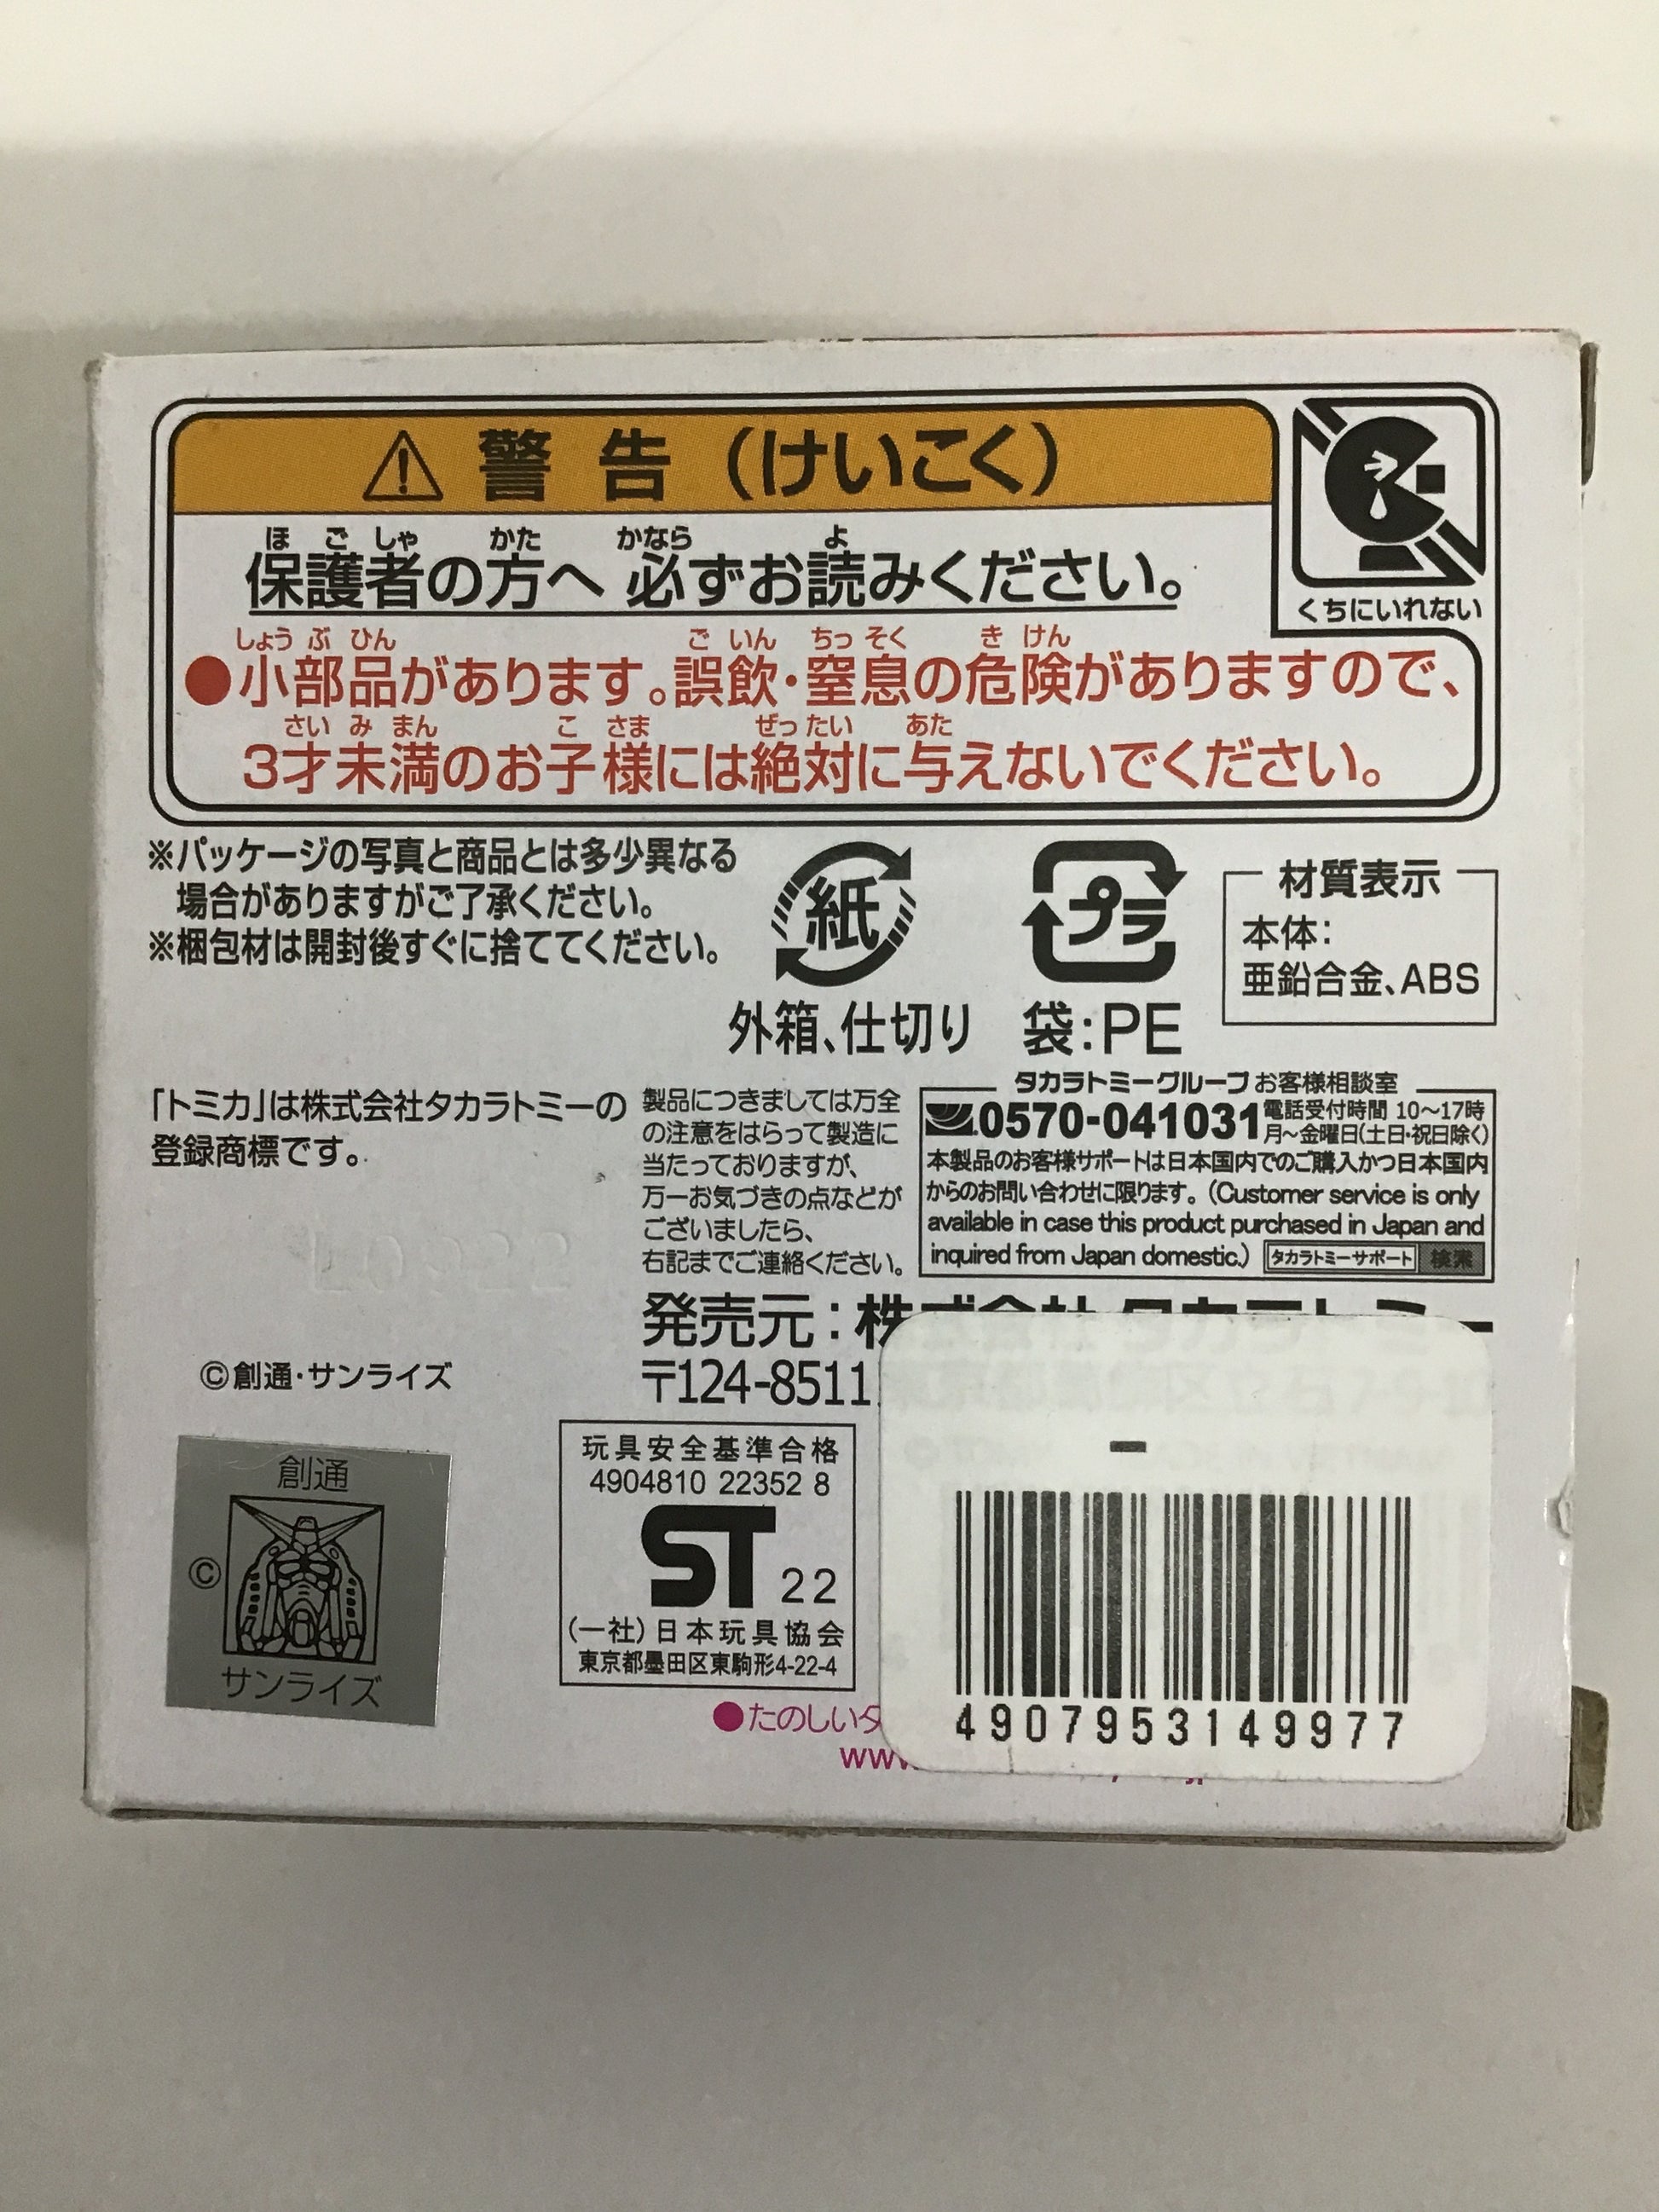 警告（けいこく）
ほごしゃ かた かなら よ
保護者の方へ 必ずお読みください。
くちにいれない
しょうぶひん ごいん ちっそく きけん
●小部品があります。誤飲・窒息の危険がありますので、
さいみまん こさま ぜったい あた
3才未満のお子様には絶対に与えないでください。
※パッケージの写真と商品とは多少異なる
場合がありますがご了承ください。
※梱包材は開封後すぐに捨ててください。
紙
外箱、仕切り
プラ
袋：PE
材質表示
本体：
亜鉛合金、ABS
「トミカ」は株式会社タカラトミーの
登録商標です。
製品につきましては万全
の注意をはらって製造に
当たっておりますが、
万一お気づきの点などが
ございましたら、
右記までご連絡ください。
タカラトミーグループお客様相談室
0570-041031 電話受付時間 10〜17時
月〜金曜日（土日・祝日除く）
本製品のお客様サポートは日本国内でのご購入かつ日本国内
からのお問い合わせに限ります。（Customer service is only
available in case this product purchased in Japan and
inquired from Japan domestic.） タカラトミーサポート 検索
発売元：株式会社タカラトミー
〒124-8511
©創通・サンライズ
創通
©
サンライズ
玩具安全基準合格
4904810 22352 8
ST 22
（一社）日本玩具協会
東京都墨田区東駒形4-22-4
●たのしい
www.
-
4907953149977